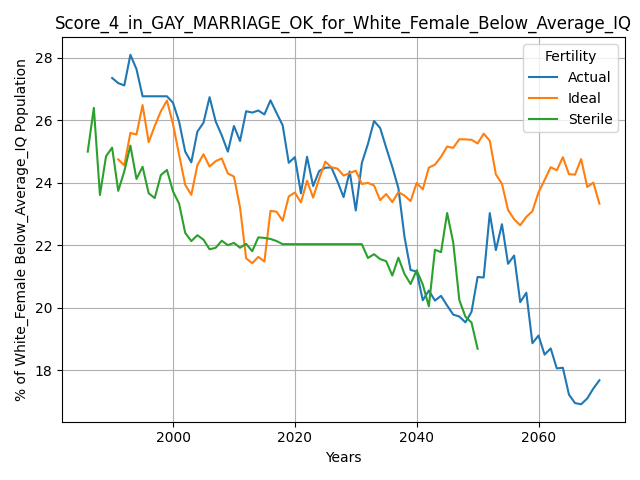 Score_4_in_GAY_MARRIAGE_OK_for_White_Female_Below_Average_IQ
% of White_Female Below_Average_IQ Population
28
26
24
22
20
18
Fertility
Actual
Ideal
Sterile
2000
2020
2040
2060
Years